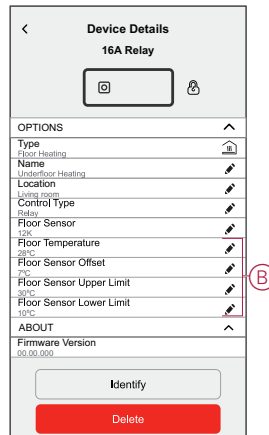 Device Details
16A Relay
OPTIONS
Type
Floor Heating
Name
Underfloor Heating
Location
Living room
Control Type
Relay
Floor Sensor
12K
Floor Temperature
28°C
Floor Sensor Offset
7°C
Floor Sensor Upper Limit
30°C
Floor Sensor Lower Limit
10°C
B
ABOUT
Firmware Version
00.00.000
Identify
Delete